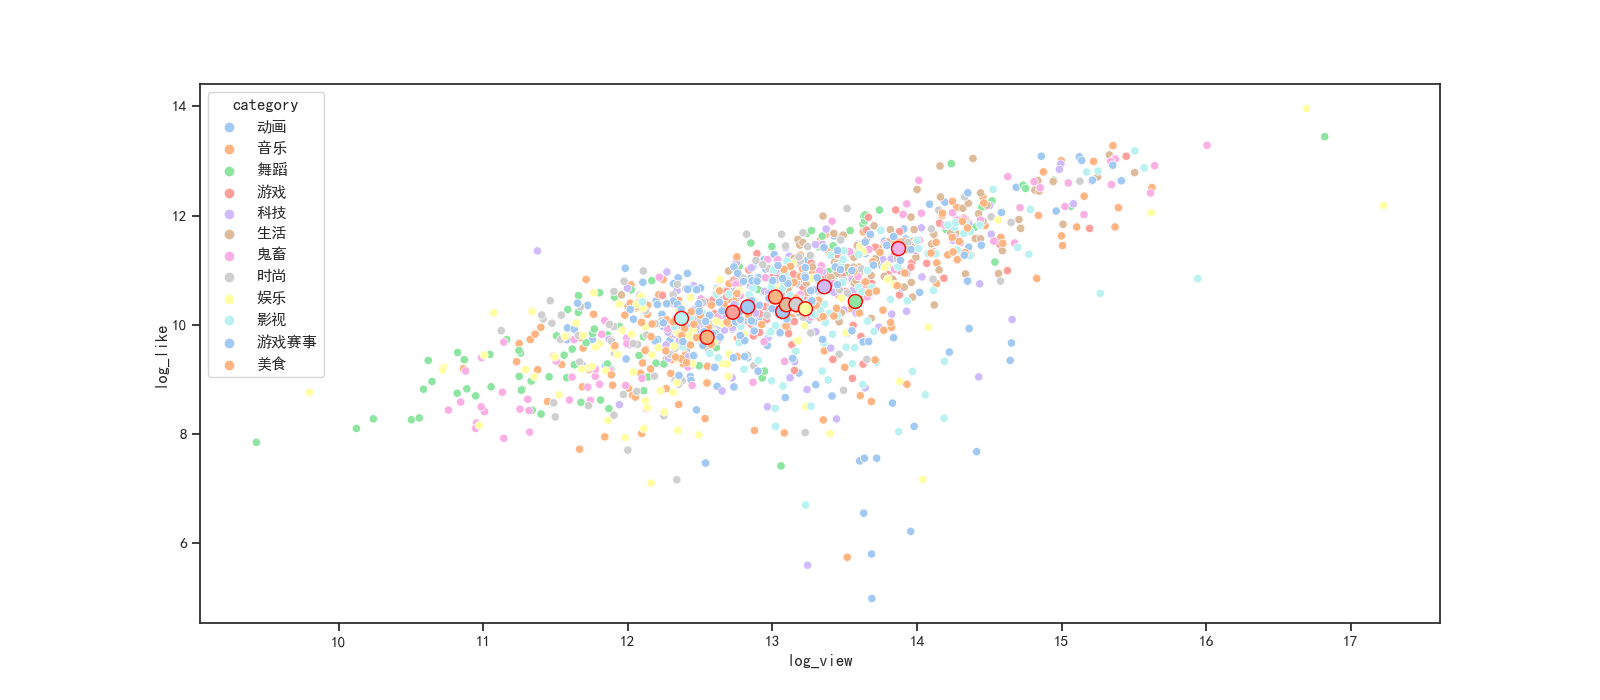 category
动画
音乐
舞蹈
游戏
科技
生活
鬼畜
时尚
娱乐
影视
游戏赛事
美食
14
12
10
8
6
log_like
10 11 12 13 14 15 16 17
log_view